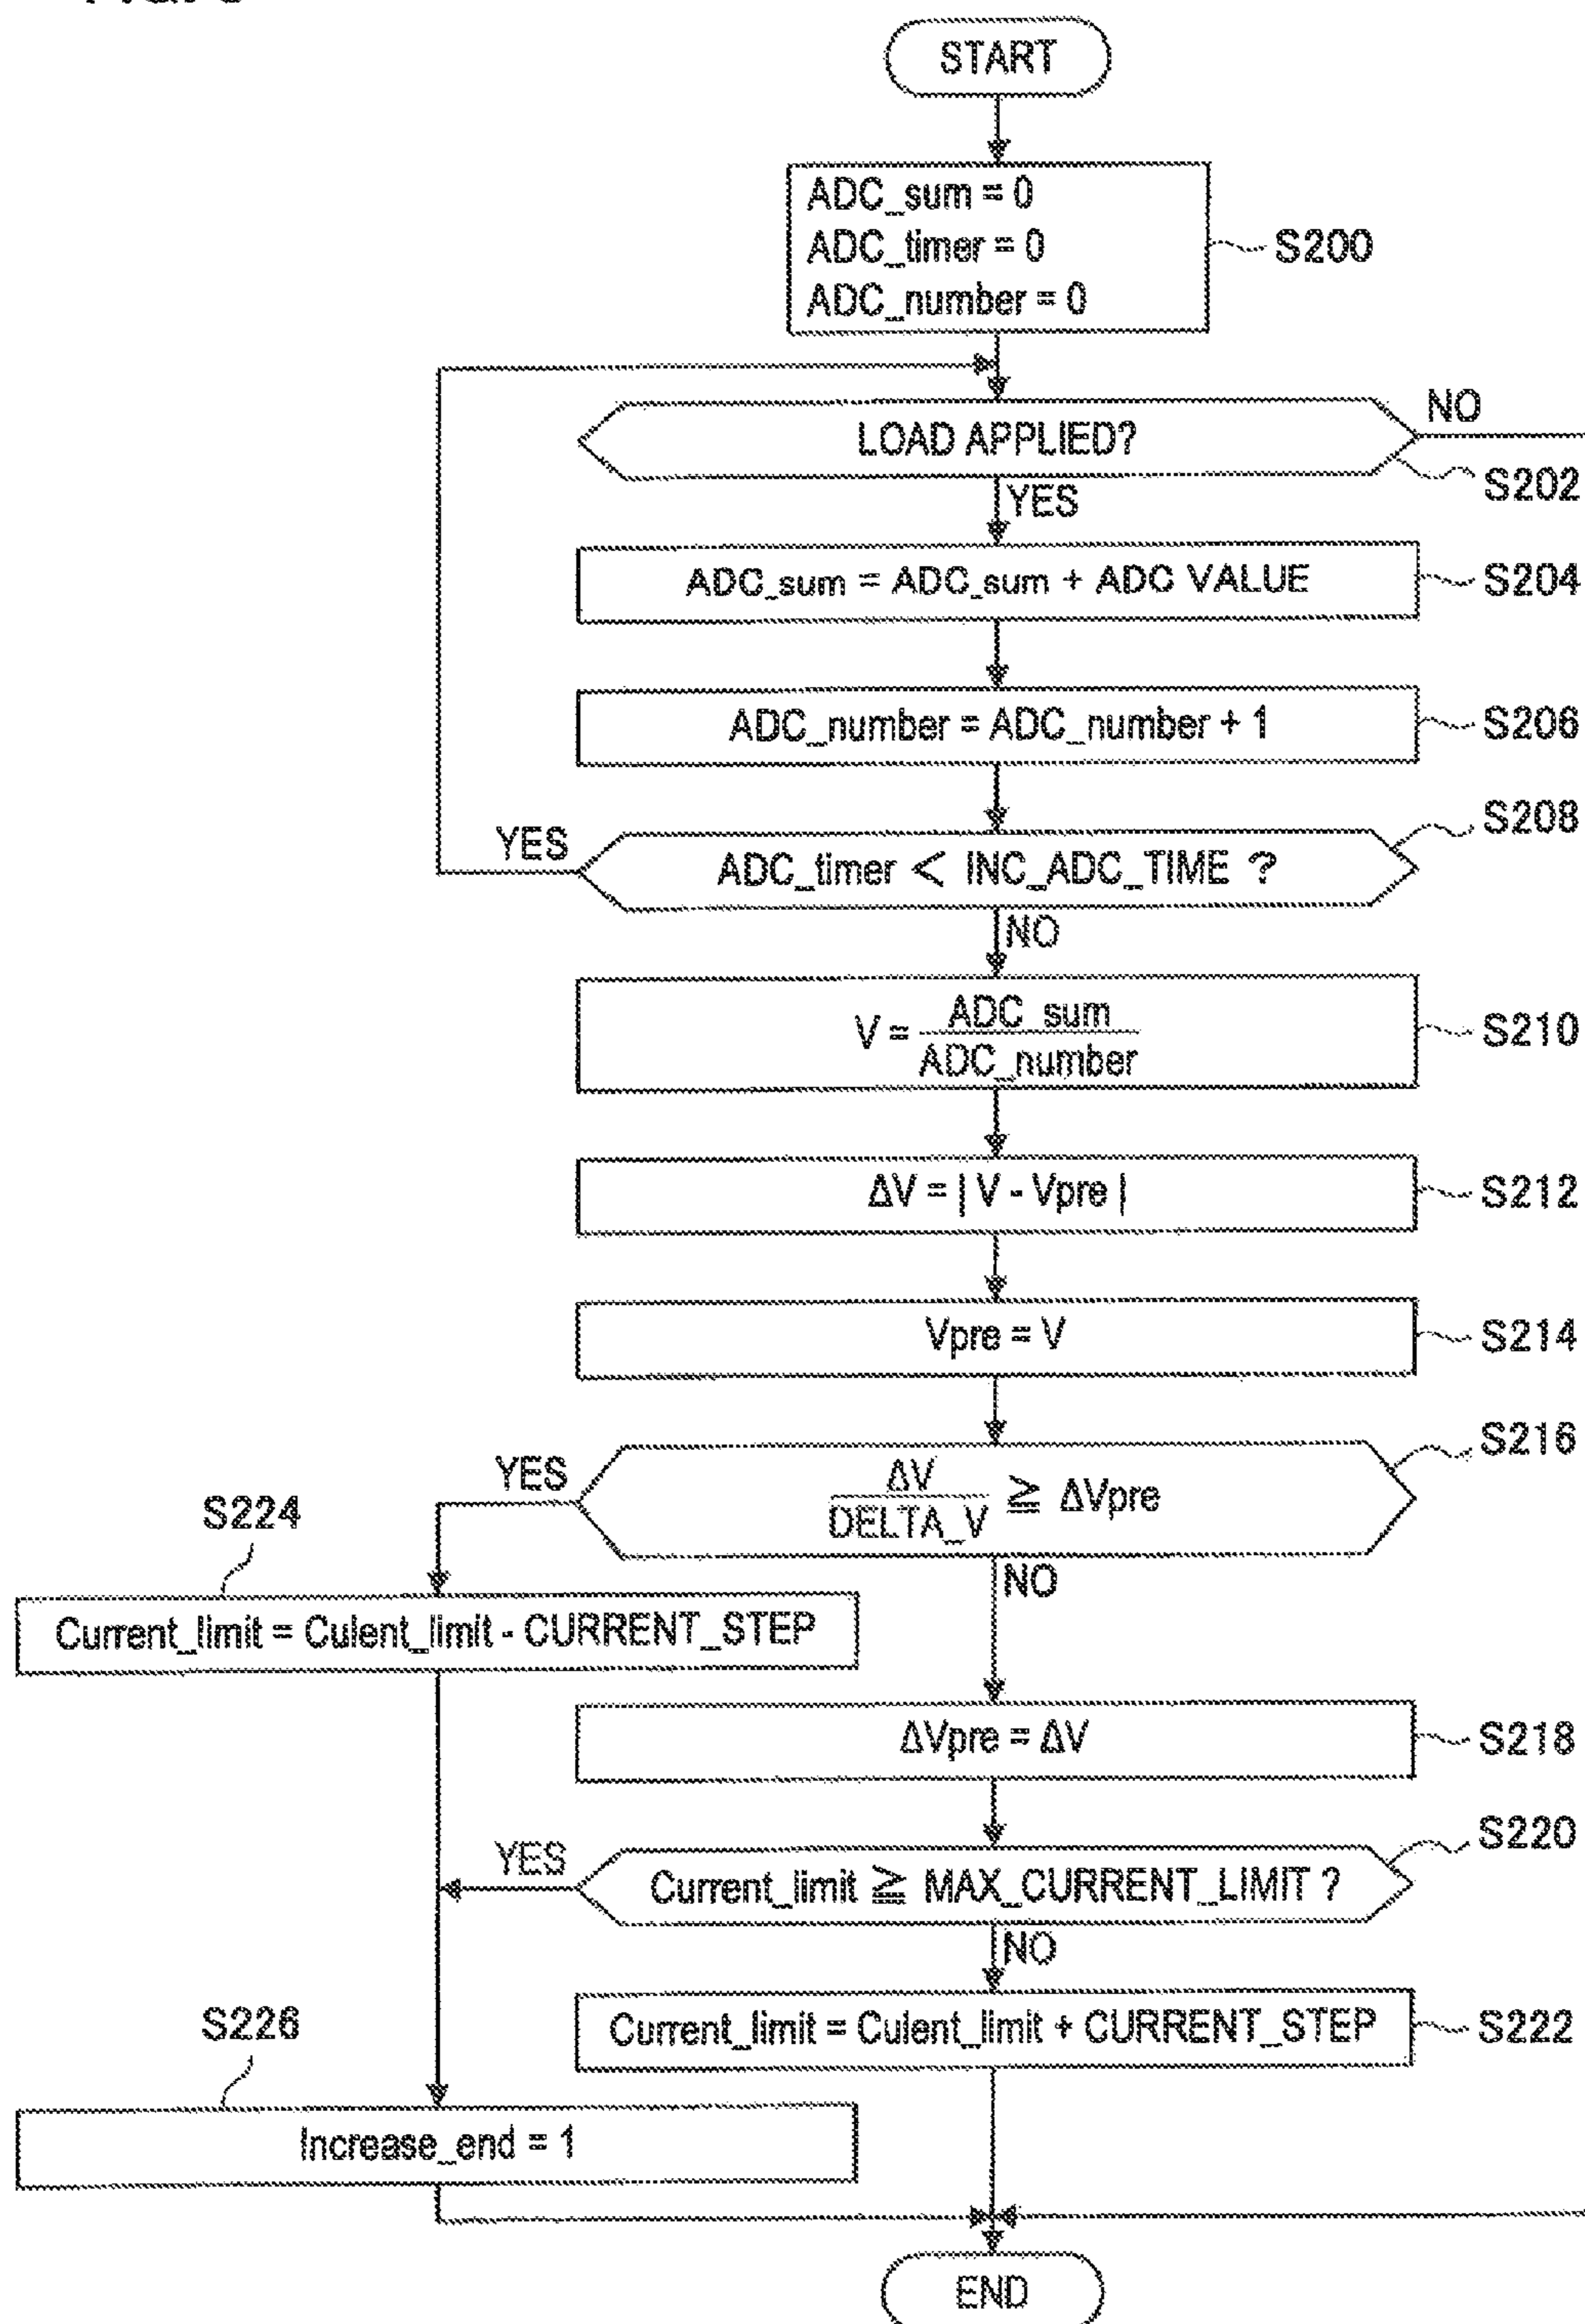 START
ADC_sum = 0
ADC_timer = 0
ADC_number = 0
S200
LOAD APPLIED?
NO
S202
YES
ADC_sum = ADC_sum + ADC VALUE
S204
ADC_number = ADC_number + 1
S206
S208
YES
ADC_timer < INC_ADC_TIME ?
NO
V = ADC_sum
ADC_number
S210
ΔV = | V - Vpre |
S212
Vpre = V
S214
S216
YES
ΔV
DELTA_V ≧ ΔVpre
S224
NO
Current_limit = Culent_limit - CURRENT_STEP
ΔVpre = ΔV
S218
S220
YES
Current_limit ≧ MAX_CURRENT_LIMIT ?
NO
S226
Current_limit = Culent_limit + CURRENT_STEP
S222
Increase_end = 1
END